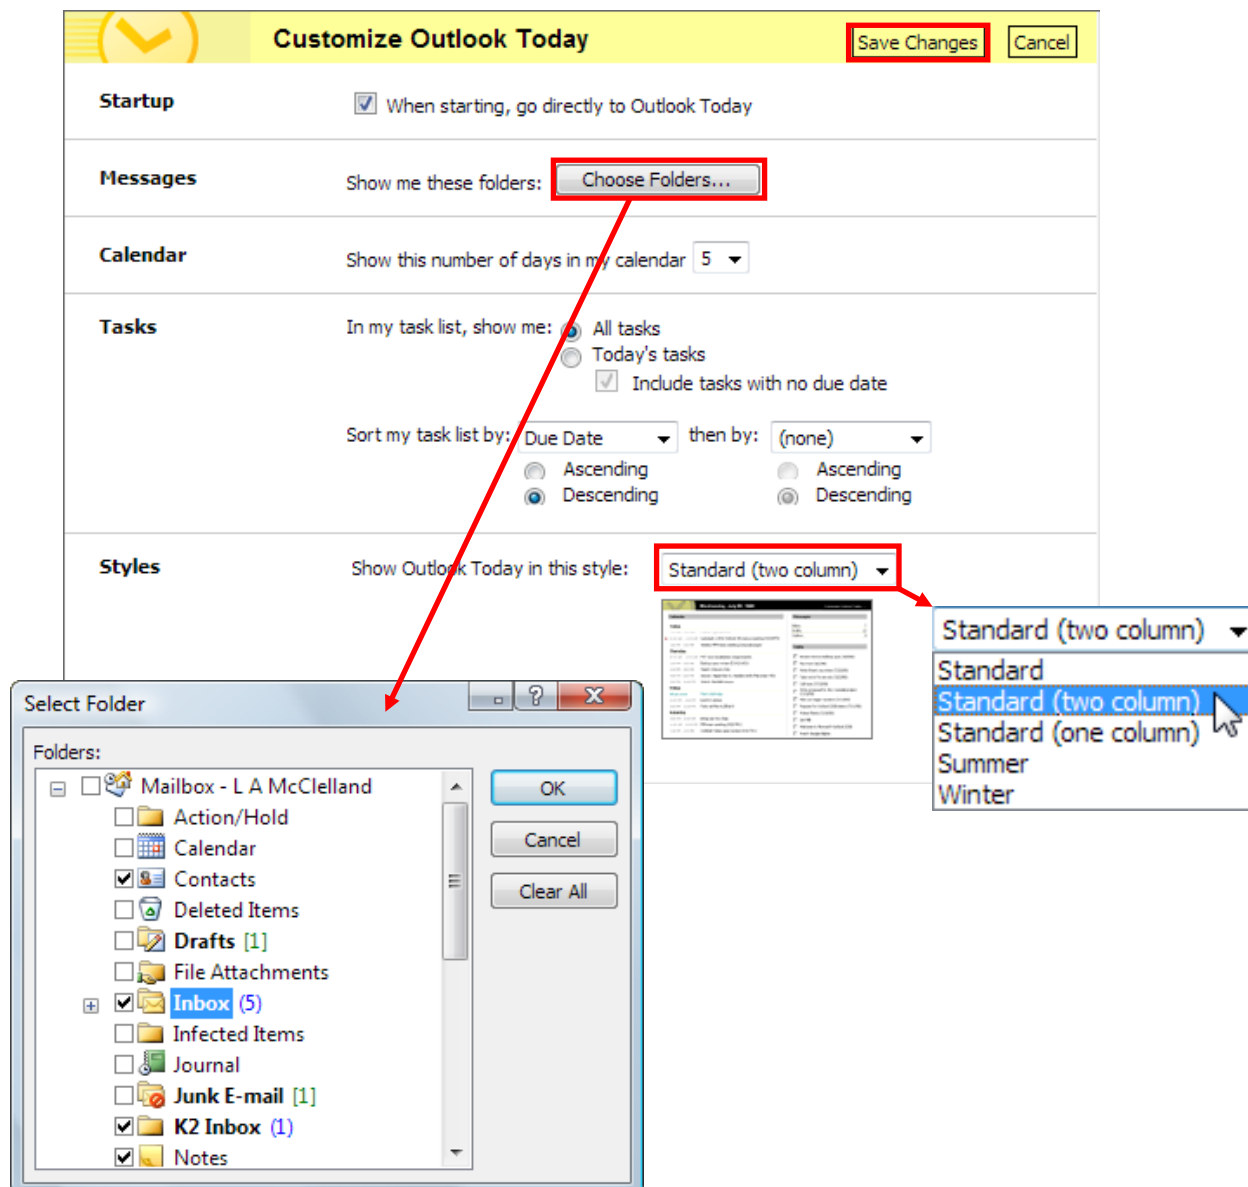 Customize Outlook Today
Save Changes
Cancel
Startup
When starting, go directly to Outlook Today
Messages
Show me these folders:
Choose Folders...
Calendar
Show this number of days in my calendar 5
Tasks
In my task list, show me:
All tasks
Today's tasks
Include tasks with no due date
Sort my task list by: Due Date then by: (none)
Ascending Ascending
Descending Descending
Styles
Show Outlook Today in this style: Standard (two column)
Standard (two column)
Standard
Standard (two column)
Standard (one column)
Summer
Winter
Select Folder
Folders:
Mailbox - L A McClelland
Action/Hold
Calendar
Contacts
Deleted Items
Drafts [1]
File Attachments
Inbox (5)
Infected Items
Journal
Junk E-mail [1]
K2 Inbox (1)
Notes
OK
Cancel
Clear All